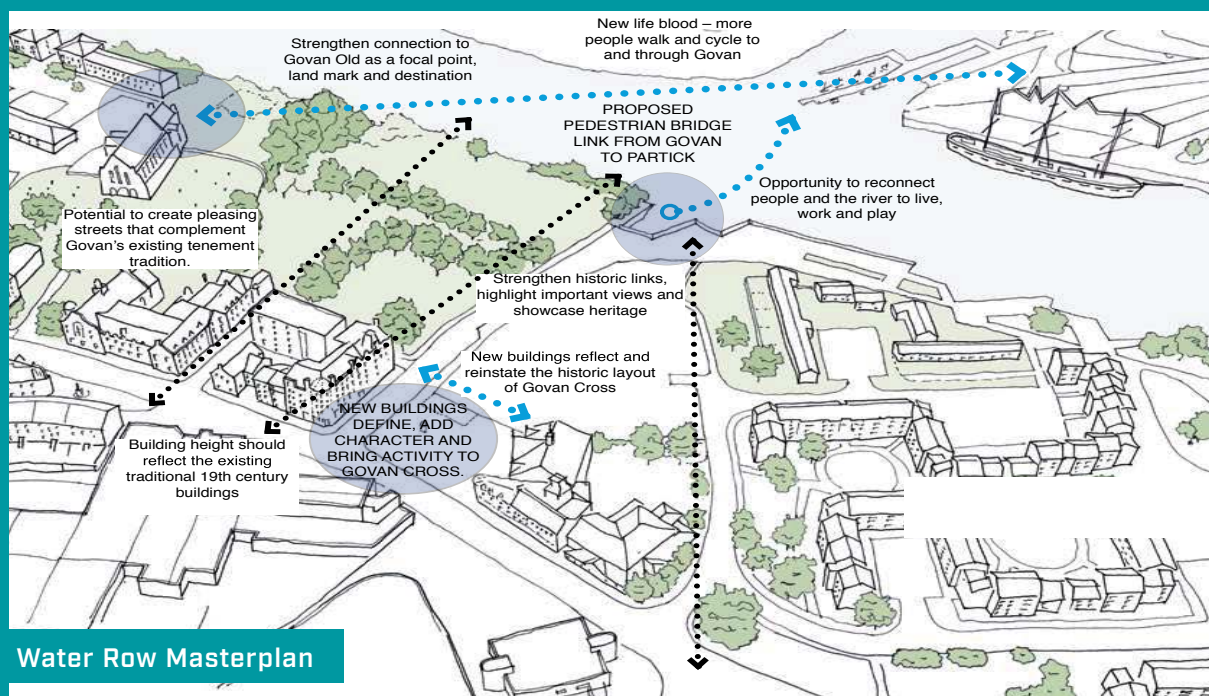 New life blood – more
people walk and cycle to
and through Govan
Strengthen connection to
Govan Old as a focal point,
land mark and destination
PROPOSED
PEDESTRIAN BRIDGE
LINK FROM GOVAN
TO PARTICK
Opportunity to reconnect
people and the river to live,
work and play
Potential to create pleasing
streets that complement
Govan’s existing tenement
tradition.
Strengthen historic links,
highlight important views and
showcase heritage
New buildings reflect and
reinstate the historic layout
of Govan Cross
NEW BUILDINGS
DEFINE, ADD
CHARACTER AND
BRING ACTIVITY TO
GOVAN CROSS.
Building height should
reflect the existing
traditional 19th century
buildings
Water Row Masterplan